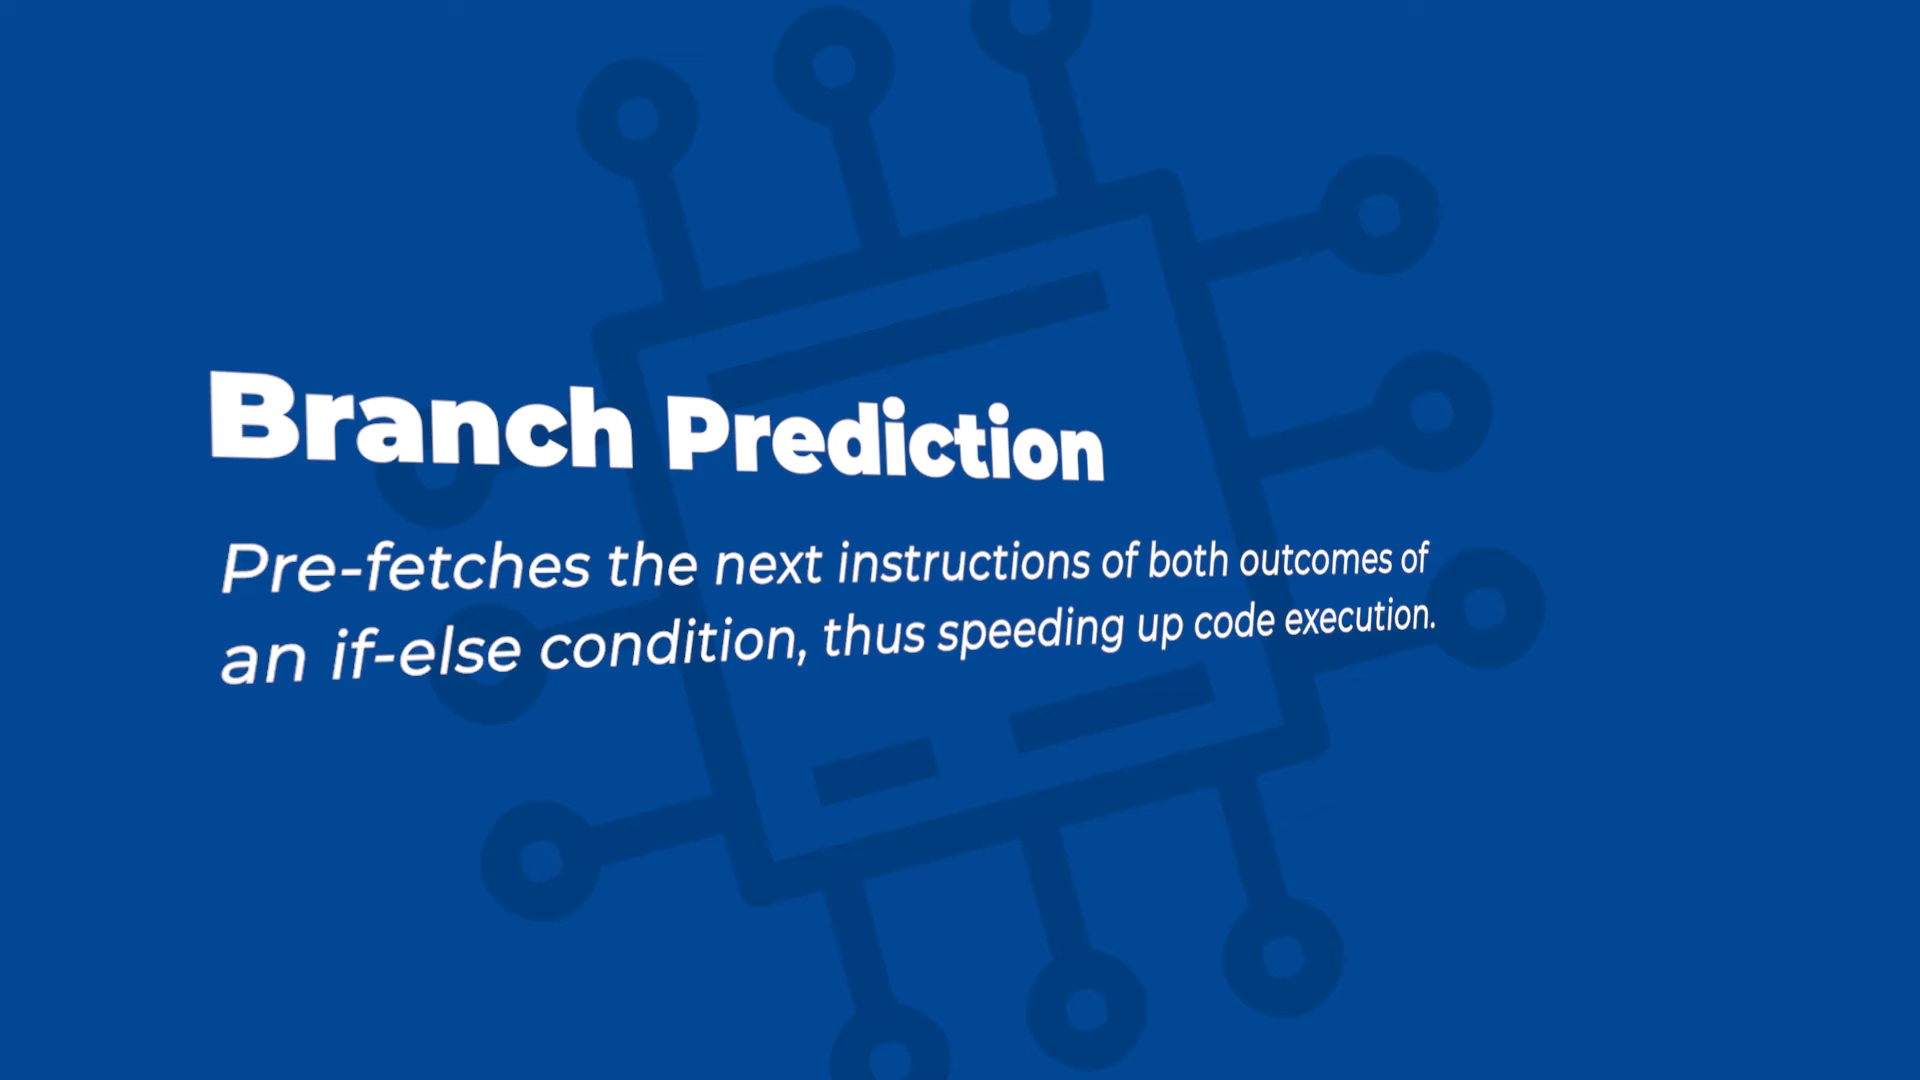 Branch Prediction
Pre-fetches the next instructions of both outcomes of
an if-else condition, thus speeding up code execution.